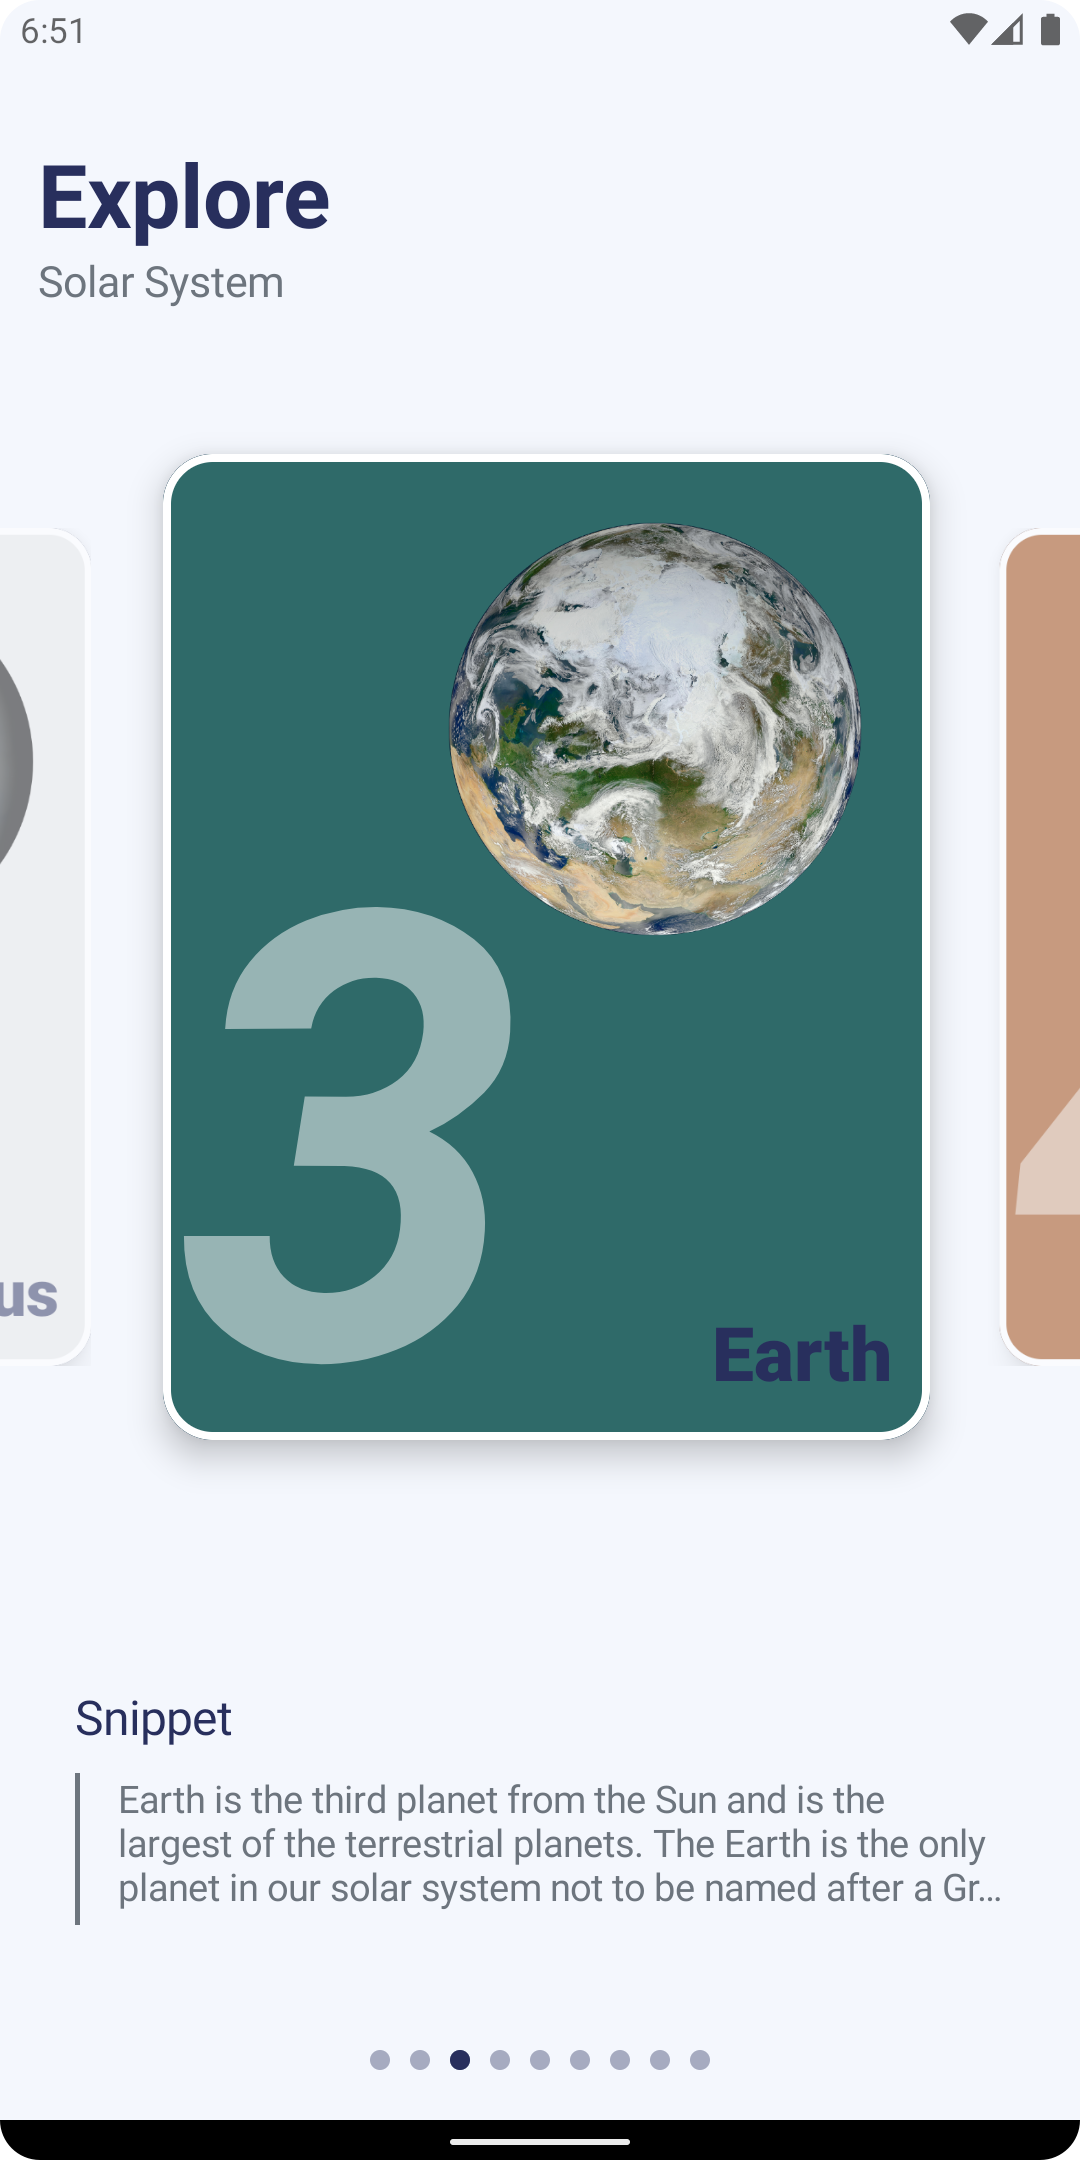 6:51
Explore
Solar System
us
3
Earth
Snippet
Earth is the third planet from the Sun and is the
largest of the terrestrial planets. The Earth is the only
planet in our solar system not to be named after a Gr...